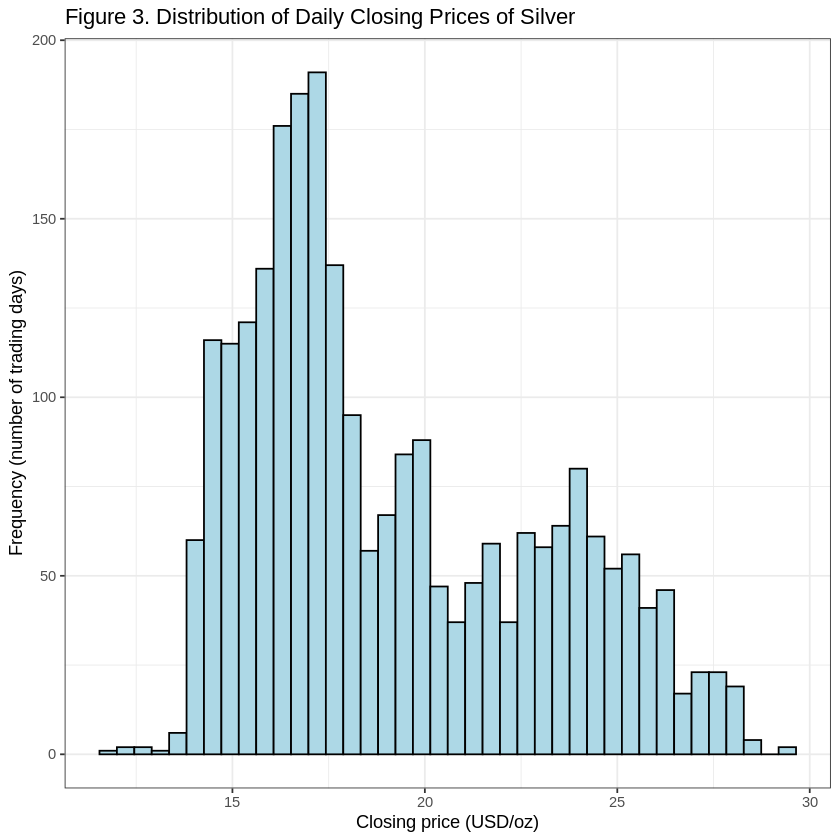 Figure 3. Distribution of Daily Closing Prices of Silver
200
150
100
50
0
Frequency (number of trading days)
15 20 25 30
Closing price (USD/oz)